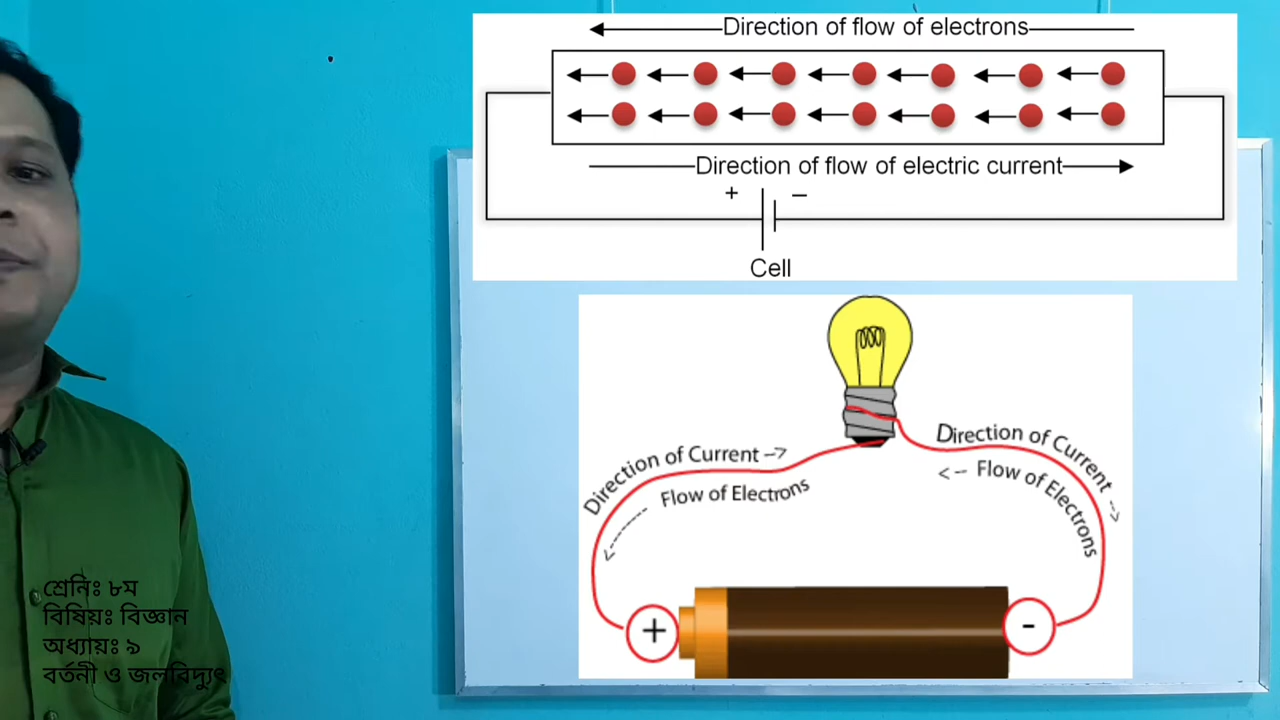 Direction of flow of electrons
Direction of flow of electric current
+ –
Cell
Direction of Current
Direction of Current
Flow of Electrons
Flow of Electrons
+ -
শ্রেনিঃ ৮ম
বিষিয়ঃ বিজ্ঞান
অধ্যায়ঃ ৯
বর্তনী ও জলবিদ্যুৎ